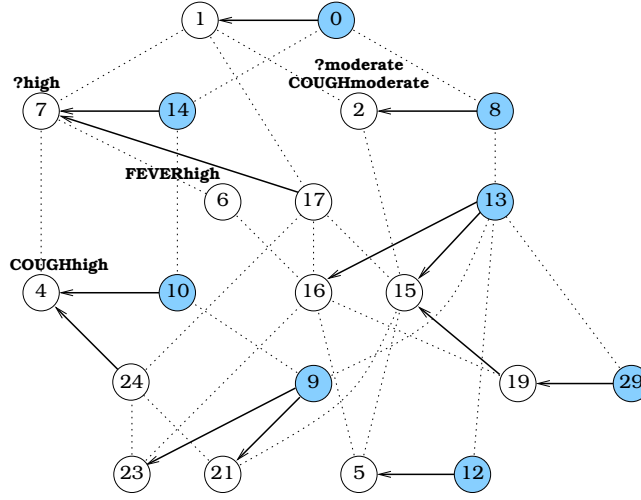 1 0
?moderate
?high COUGHmoderate
7 14 2 8
FEVERhigh
6 17 13
COUGHhigh
4 10 16 15
24 9 19 29
23 21 5 12